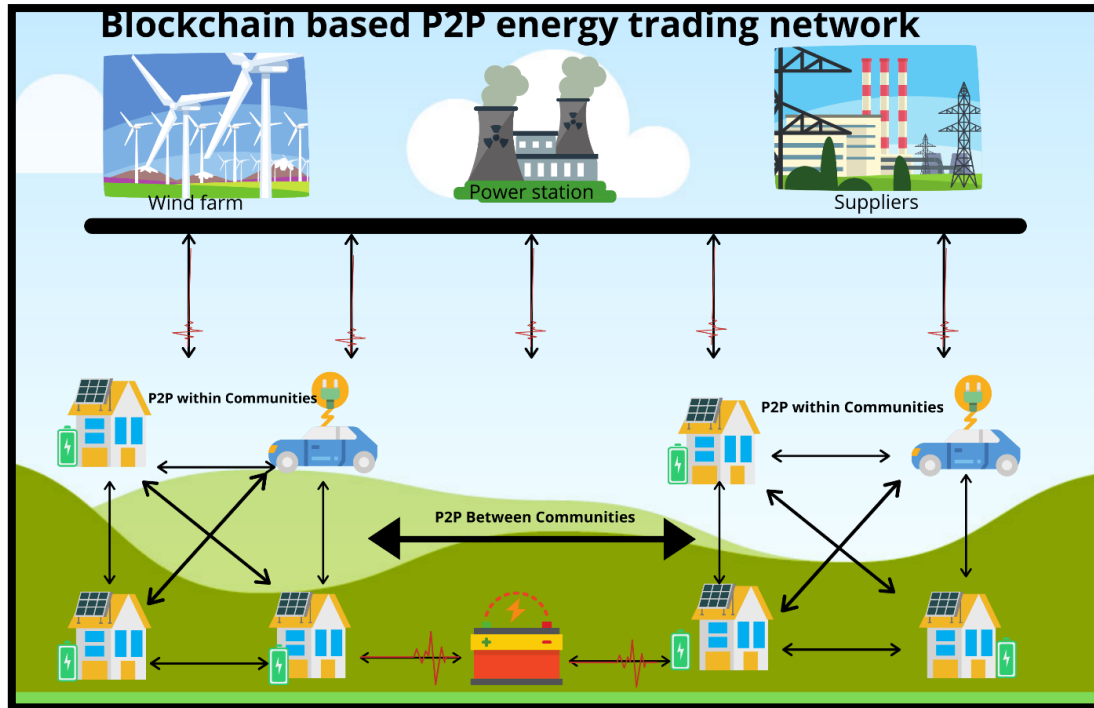 Blockchain based P2P energy trading network
Wind farm
Power station
Suppliers
P2P within Communities
P2P within Communities
P2P Between Communities